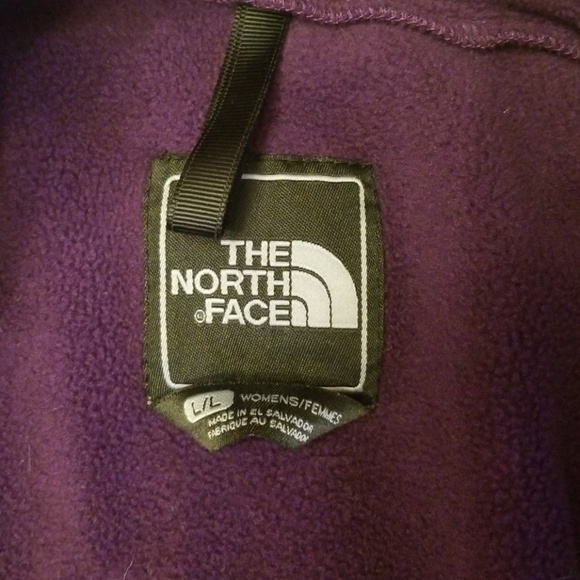 THE
NORTH
FACE
®
L/L WOMENS/FEMMES
MADE IN EL SALVADOR
FABRIQUE AU SALVADOR